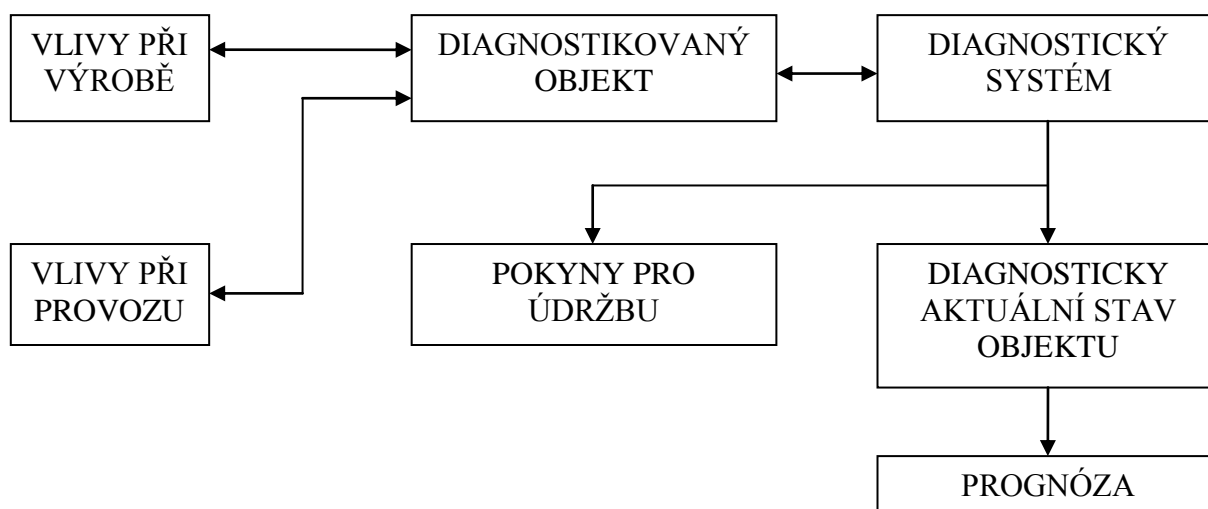 VLIVY PŘI
VÝROBĚ
DIAGNOSTIKOVANÝ
OBJEKT
DIAGNOSTICKÝ
SYSTÉM
VLIVY PŘI
PROVOZU
POKYNY PRO
ÚDRŽBU
DIAGNOSTICKY
AKTUÁLNÍ STAV
OBJEKTU
PROGNÓZA